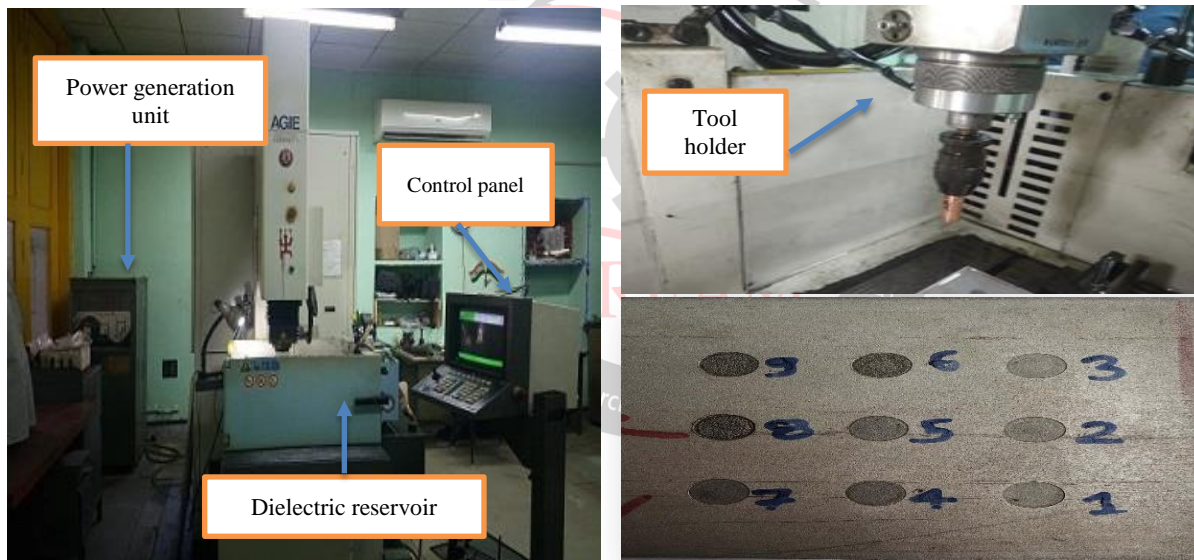 Power generation
unit
AGIE
Control panel
Dielectric reservoir
Tool
holder
9 6 3
8 5 2
7 4 1